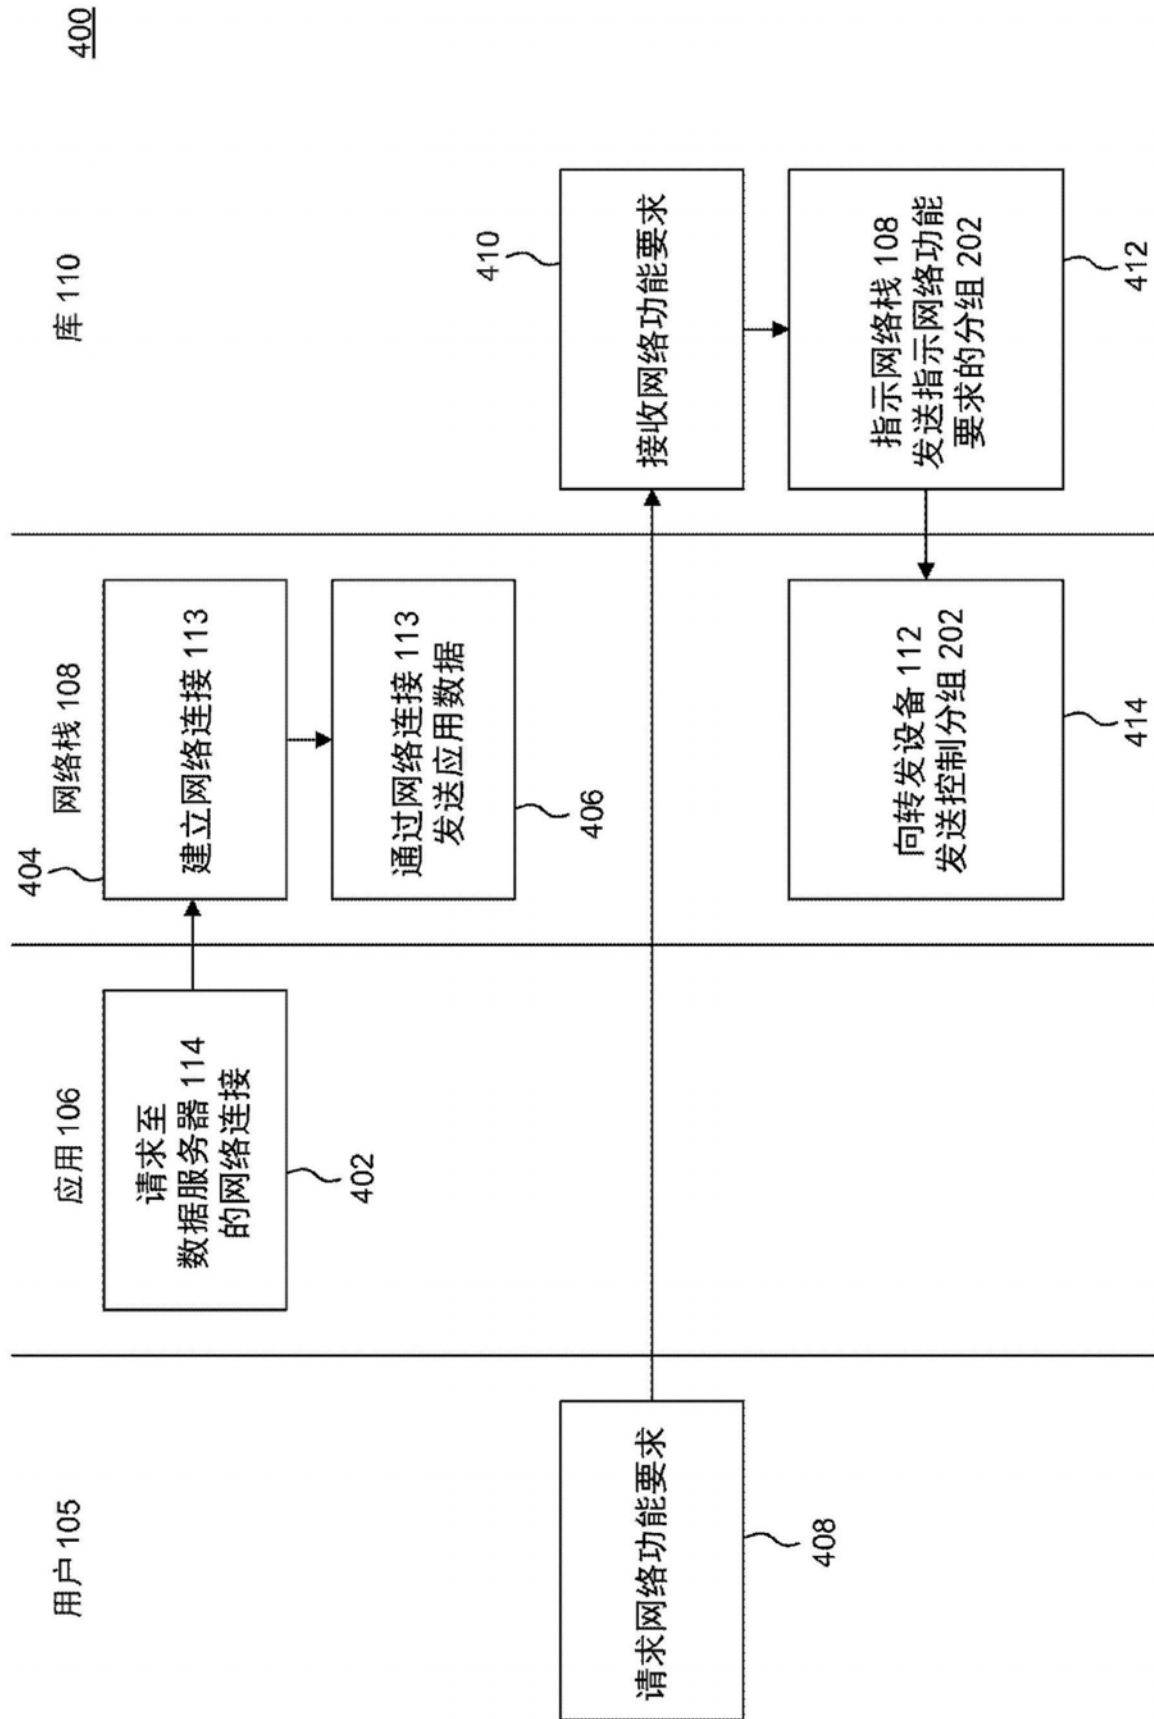 400
用户 105
应用 106
网络栈 108
库 110
请求至
数据服务器 114
的网络连接
402
404
建立网络连接 113
通过网络连接 113
发送应用数据
406
请求网络功能要求
408
410
接收网络功能要求
指示网络栈 108
发送指示网络功能
要求的分组 202
412
向转发设备 112
发送控制分组 202
414